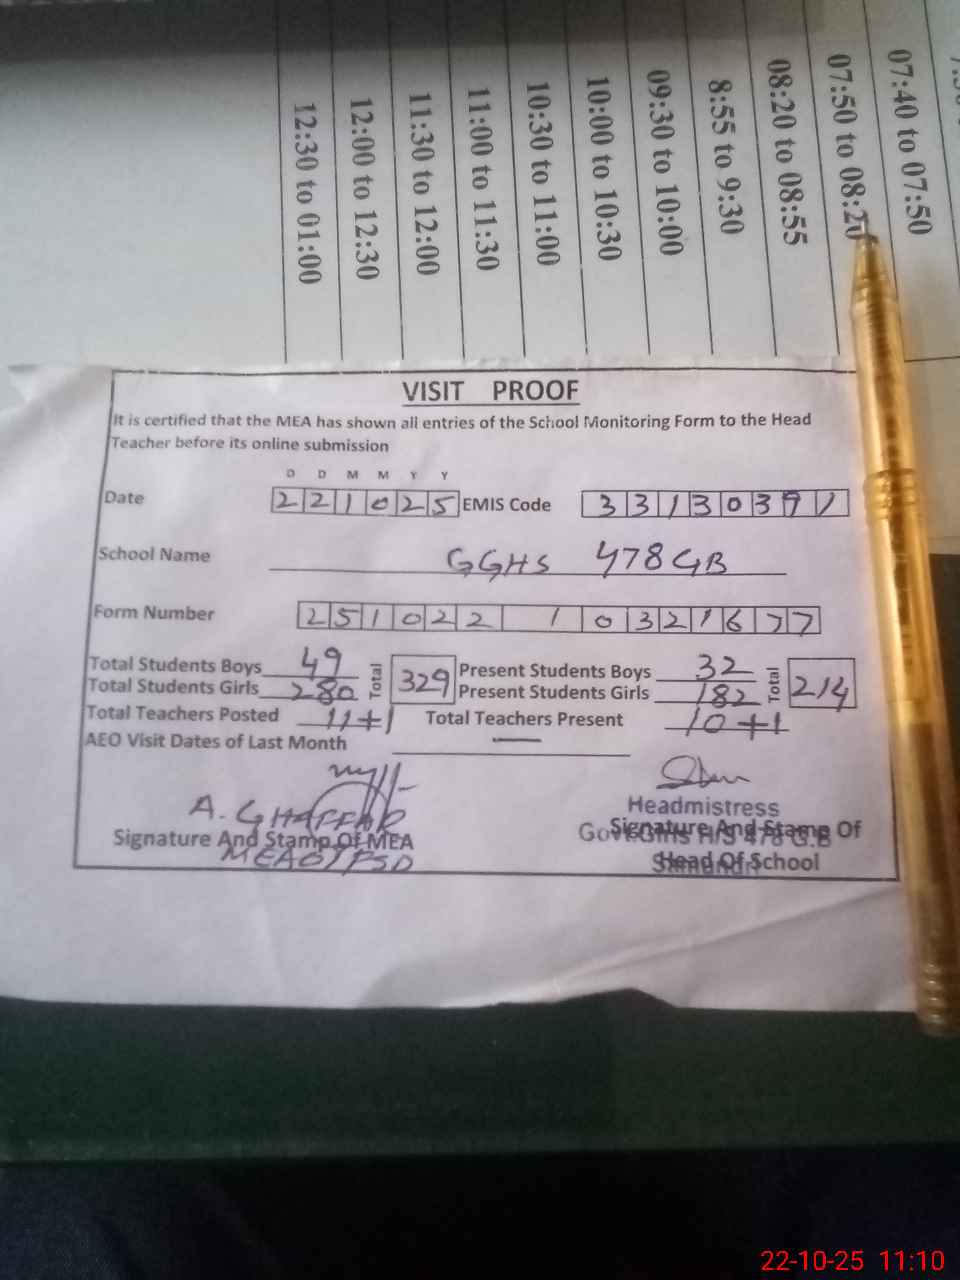 07:40 to 07:50
07:50 to 08:20
08:20 to 08:55
8:55 to 9:30
09:30 to 10:00
10:00 to 10:30
10:30 to 11:00
11:00 to 11:30
11:30 to 12:00
12:00 to 12:30
12:30 to 01:00
VISIT PROOF
It is certified that the MEA has shown all entries of the School Monitoring Form to the Head
Teacher before its online submission
D D M M Y Y
Date 2 2 1 0 2 5 EMIS Code 3 3 1 3 0 3 9 1
School Name GGHS 478 GB
Form Number 2 5 1 0 2 2 1 0 3 2 1 6 7 7
Total Students Boys 49 Total 329 Present Students Boys 32 Total 214
Total Students Girls 280 Present Students Girls 182
Total Teachers Posted 11+1 Total Teachers Present 10+1
AEO Visit Dates of Last Month —
A. GHAFFAR
Signature And Stamp Of MEA
Headmistress
Govt. Girls H/S 478 G.B
Signature And Stamp Of
Head Of School
22-10-25 11:10